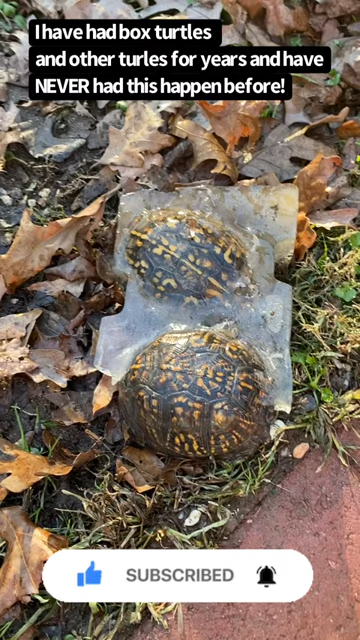 I have had box turtles
and other turles for years and have
NEVER had this happen before!
SUBSCRIBED